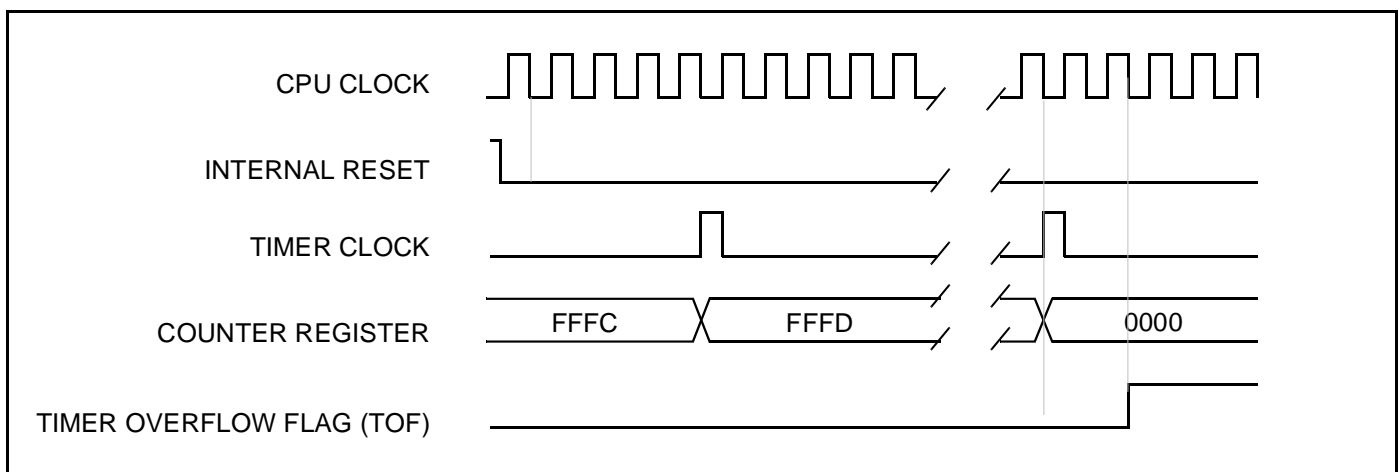 CPU CLOCK
INTERNAL RESET
TIMER CLOCK
COUNTER REGISTER
FFFC
FFFD
0000
TIMER OVERFLOW FLAG (TOF)